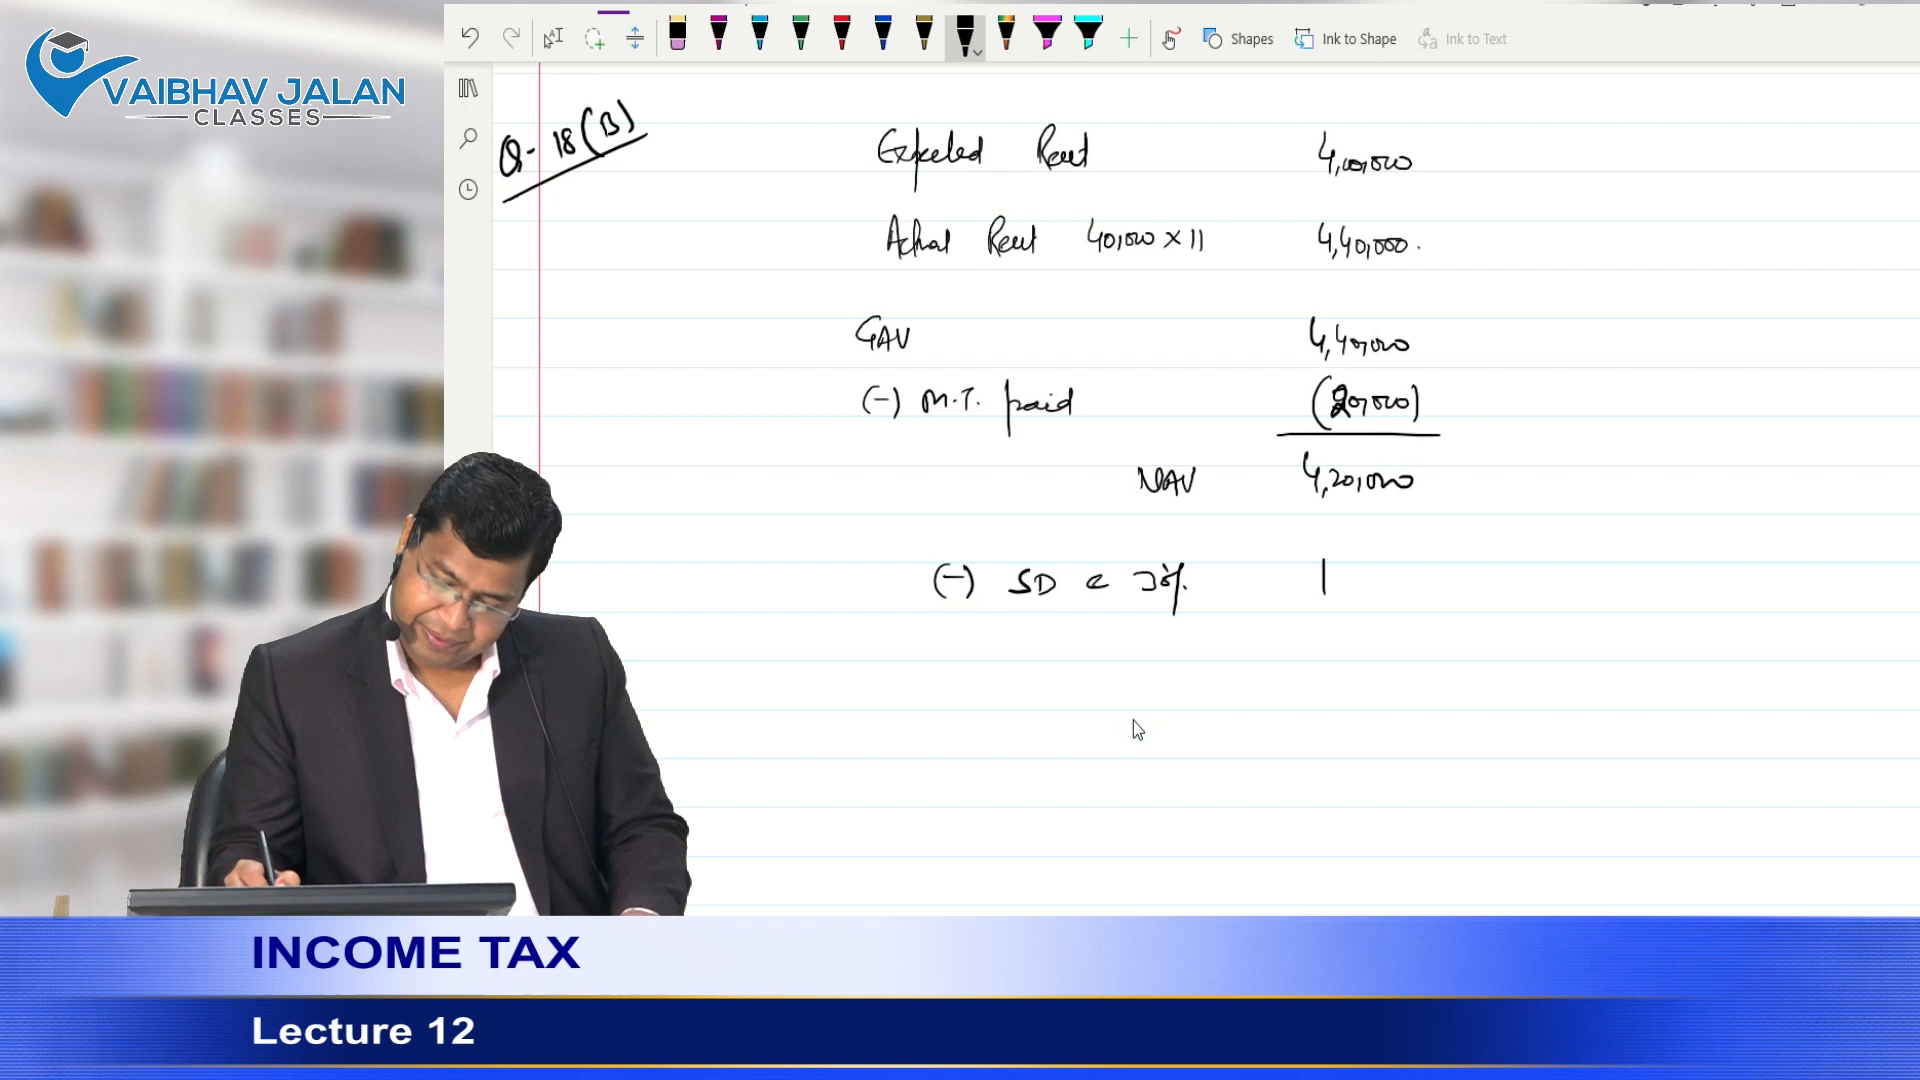 VAIBHAV JALAN
CLASSES
Shapes
Ink to Shape
Ink to Text
Q- 18 (B)
Expected Rent 4,00,000
Actual Rent 40,000 × 11 4,40,000.
GAV 4,40,000
(-) M.T. paid (20,000)
NAV 4,20,000
(-) SD @ 30% 1
INCOME TAX
Lecture 12